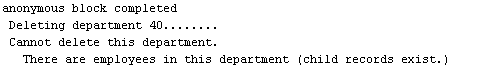 anonymous block completed
Deleting department 40........
Cannot delete this department.
There are employees in this department (child records exist.)